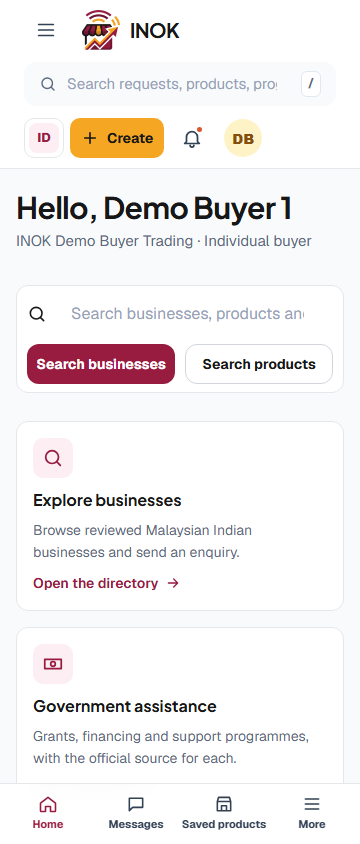 INOK
Search requests, products, pro
/
ID
Create
DB
Hello, Demo Buyer 1
INOK Demo Buyer Trading · Individual buyer
Search businesses, products an
Search businesses
Search products
Explore businesses
Browse reviewed Malaysian Indian
businesses and send an enquiry.
Open the directory →
Government assistance
Grants, financing and support programmes,
with the official source for each.
Home
Messages
Saved products
More